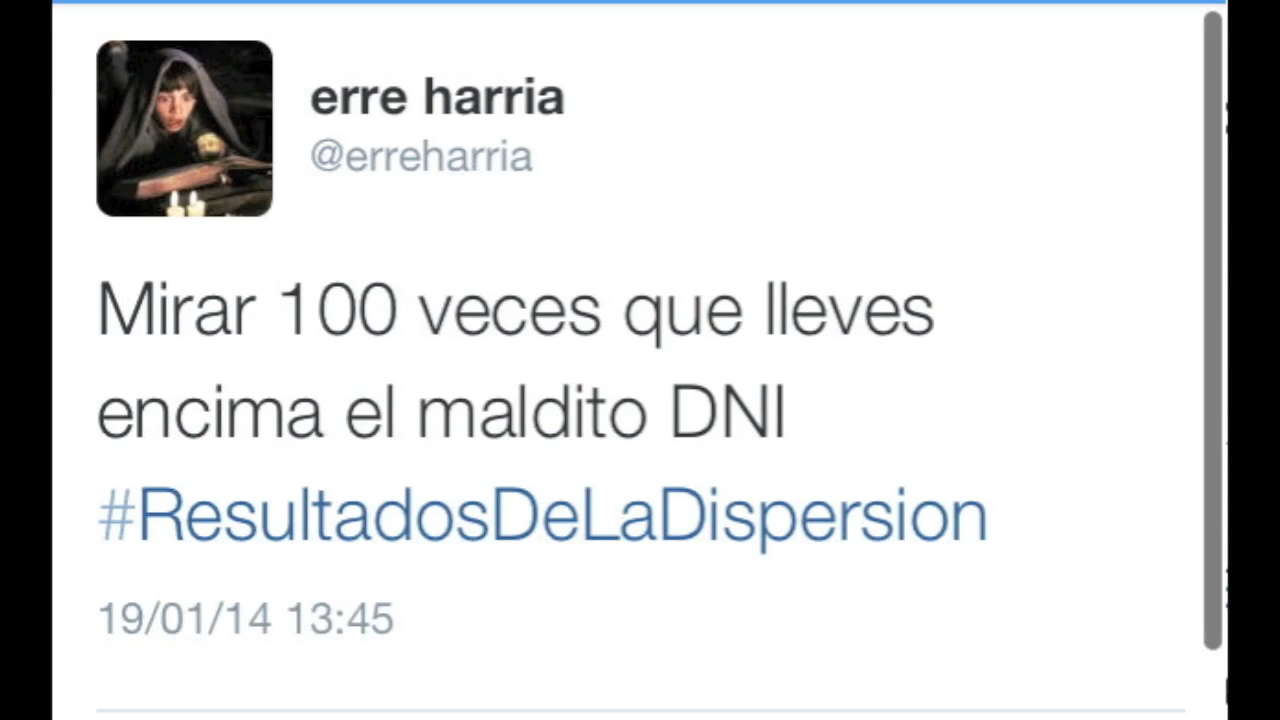 erre harria
@erreharria
Mirar 100 veces que lleves
encima el maldito DNI
#ResultadosDeLaDispersion
19/01/14 13:45